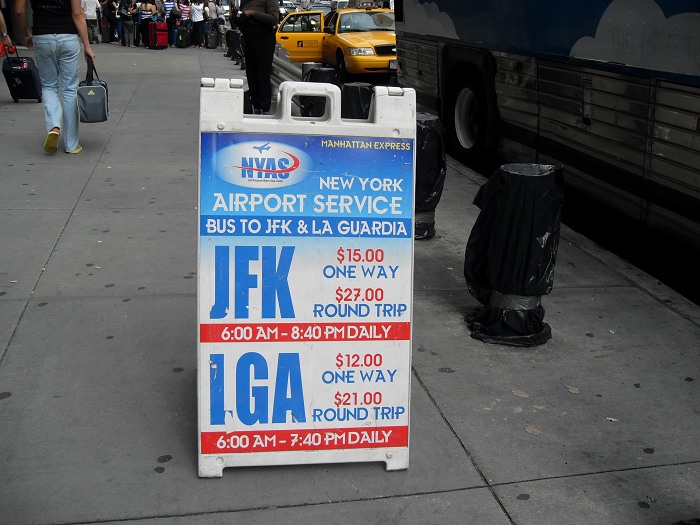 MANHATTAN EXPRESS
NYAS
NEW YORK
AIRPORT SERVICE
BUS TO JFK & LA GUARDIA
JFK
$15.00
ONE WAY
$27.00
ROUND TRIP
6:00 AM - 8:40 PM DAILY
LGA
$12.00
ONE WAY
$21.00
ROUND TRIP
6:00 AM - 7:40 PM DAILY